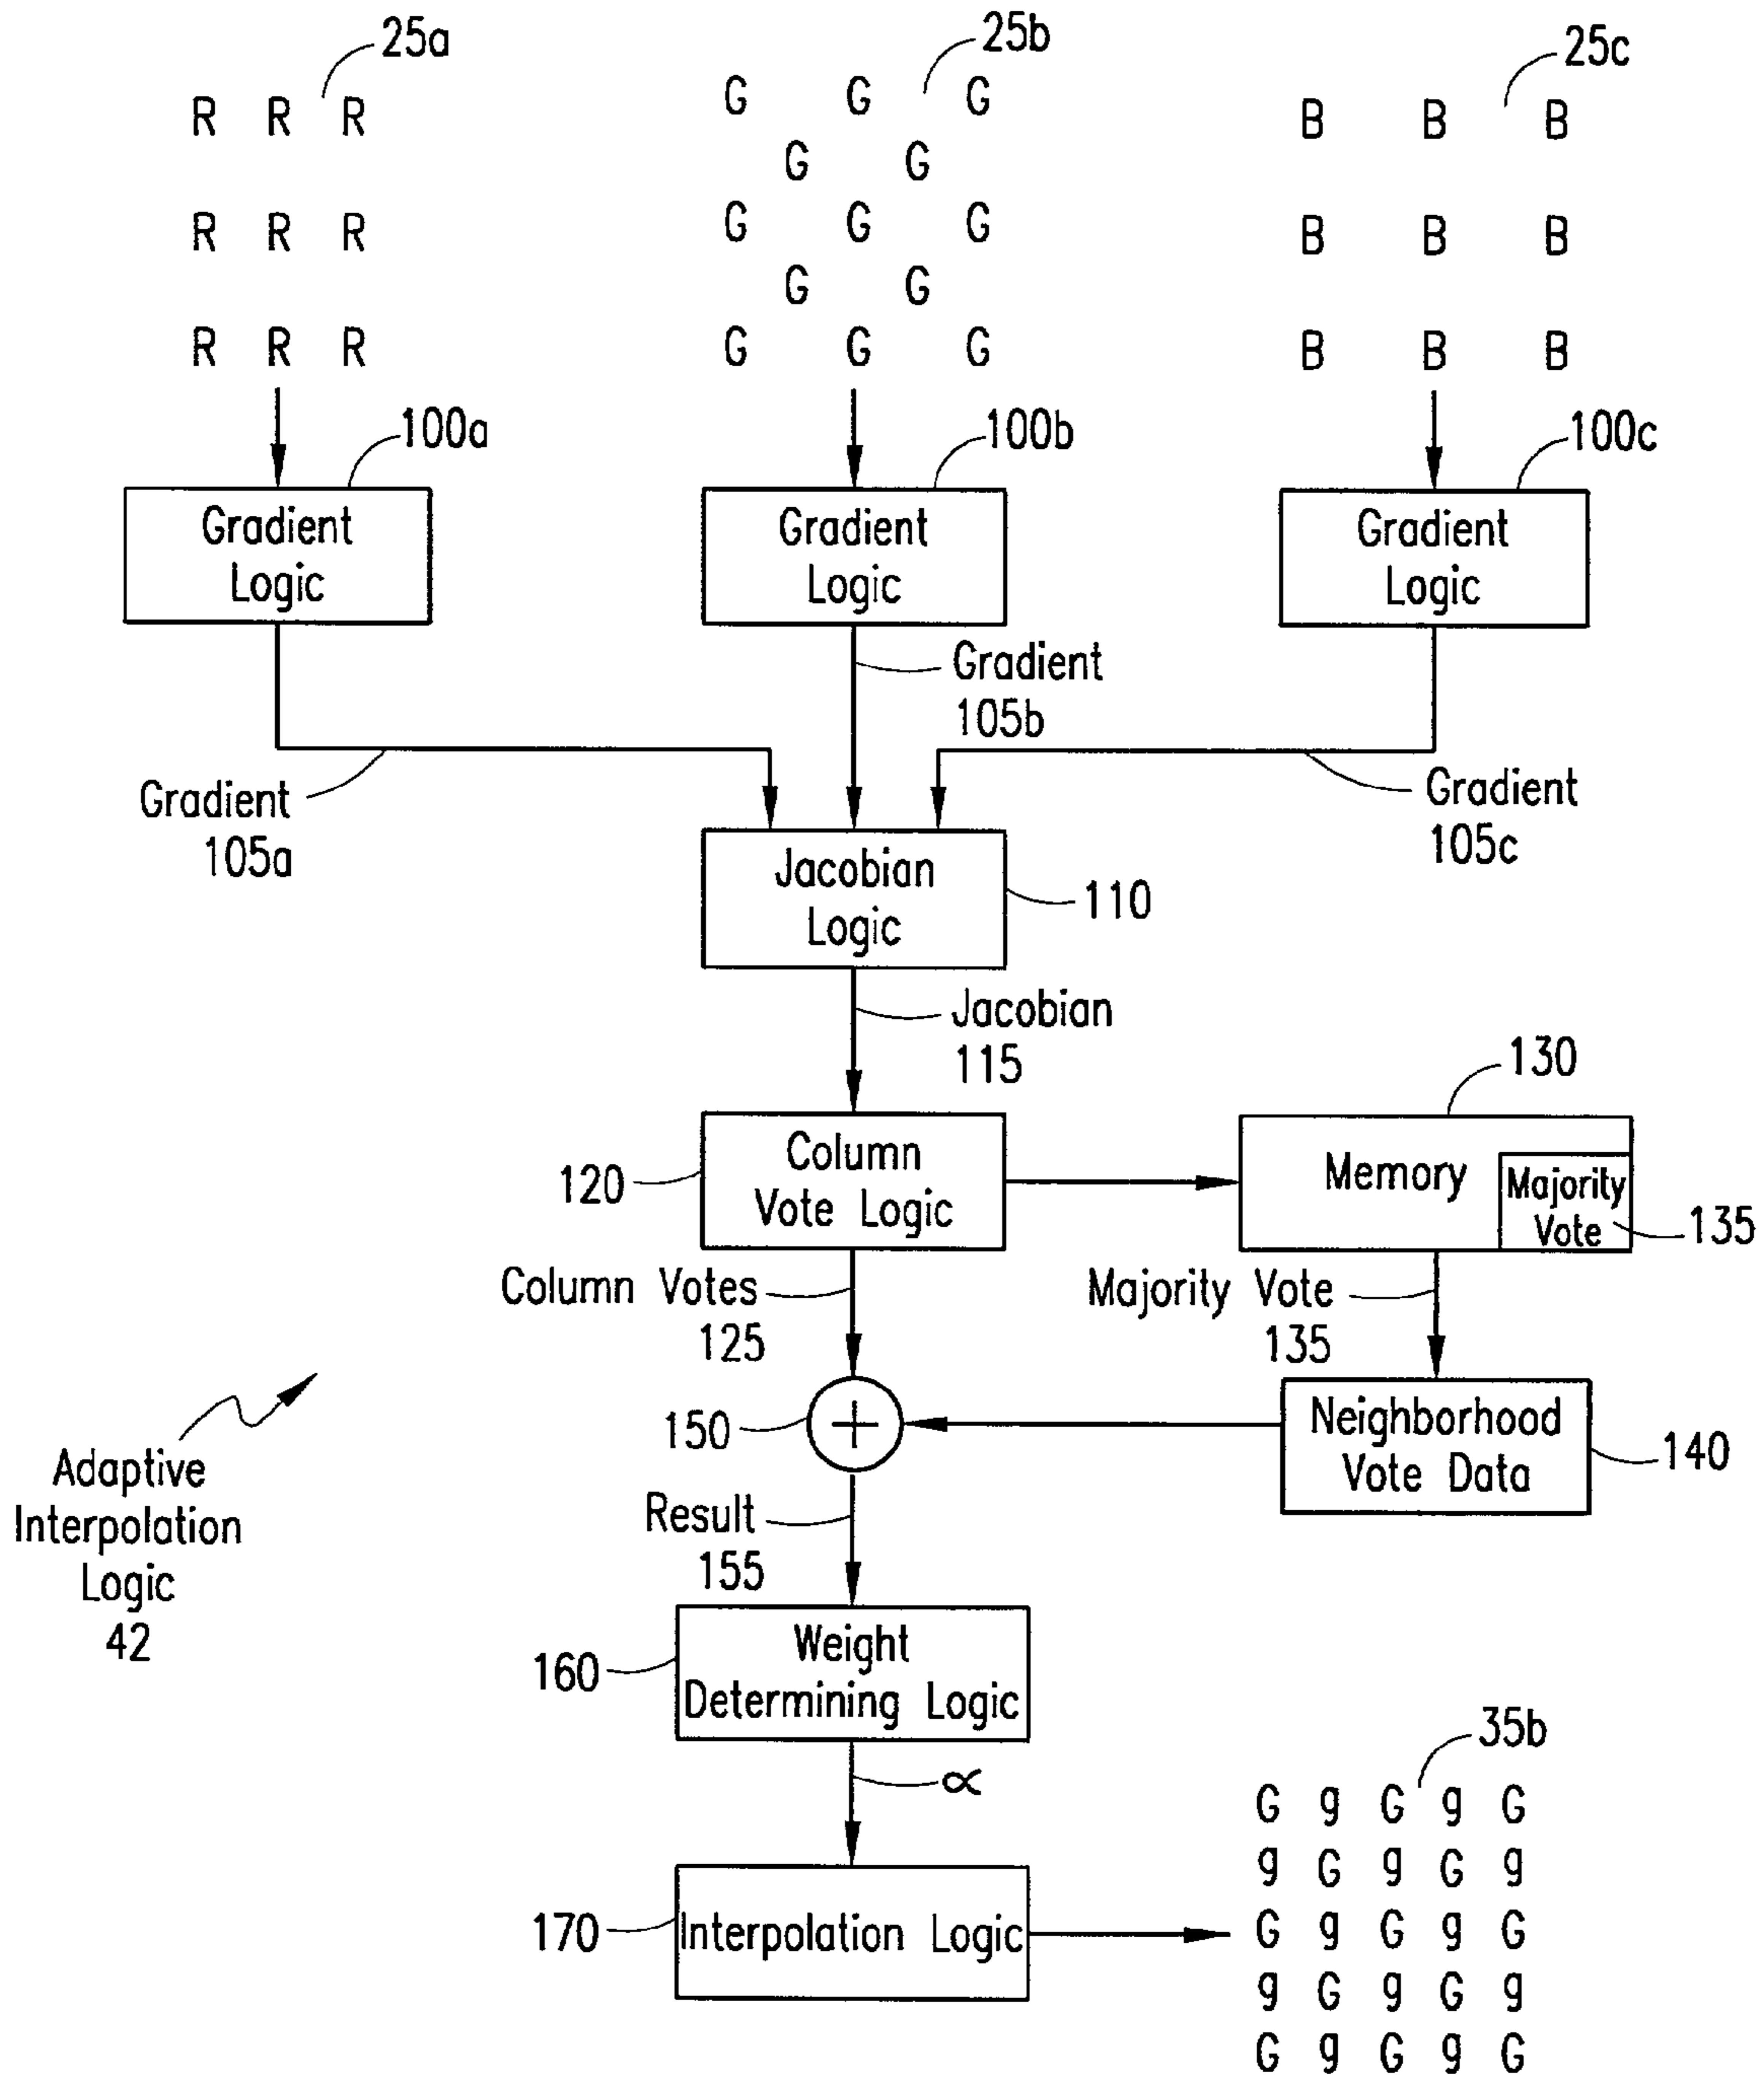 25a
25b
25c
R R R
R R R
R R R
G G G
G G
G G G
G G
G G G
B B B
B B B
B B B
100a
100b
100c
Gradient
Logic
Gradient
Logic
Gradient
Logic
Gradient
105b
Gradient
105a
Gradient
105c
Jacobian
Logic
110
Jacobian
115
130
120
Column
Vote Logic
Memory
Majority
Vote
135
Column Votes
125
Majority Vote
135
150
+
Neighborhood
Vote Data
140
Adaptive
Interpolation
Logic
42
Result
155
160
Weight
Determining Logic
∝
35b
170
Interpolation Logic
G g G g G
g G g G g
G g G g G
g G g G g
G g G g G